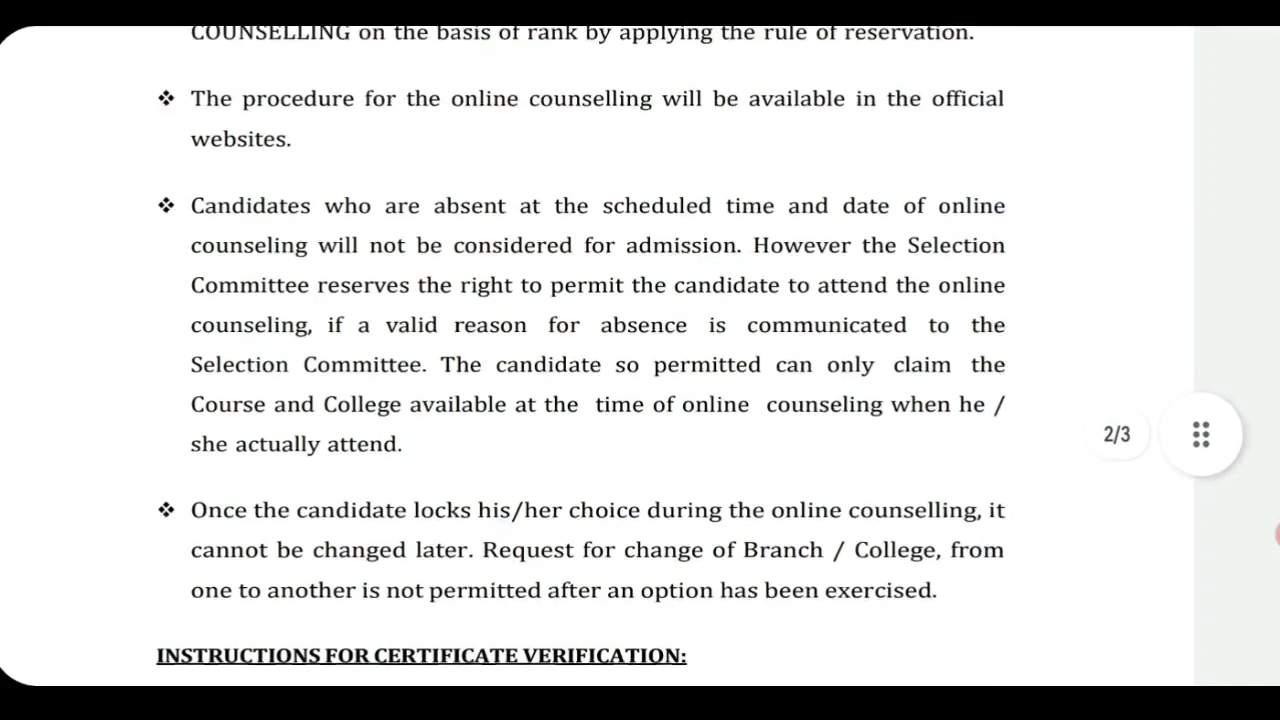 COUNSELLING on the basis of rank by applying the rule of reservation.
❖ The procedure for the online counselling will be available in the official
websites.
❖ Candidates who are absent at the scheduled time and date of online
counseling will not be considered for admission. However the Selection
Committee reserves the right to permit the candidate to attend the online
counseling, if a valid reason for absence is communicated to the
Selection Committee. The candidate so permitted can only claim the
Course and College available at the time of online counseling when he /
she actually attend.
2/3
❖ Once the candidate locks his/her choice during the online counselling, it
cannot be changed later. Request for change of Branch / College, from
one to another is not permitted after an option has been exercised.
INSTRUCTIONS FOR CERTIFICATE VERIFICATION: